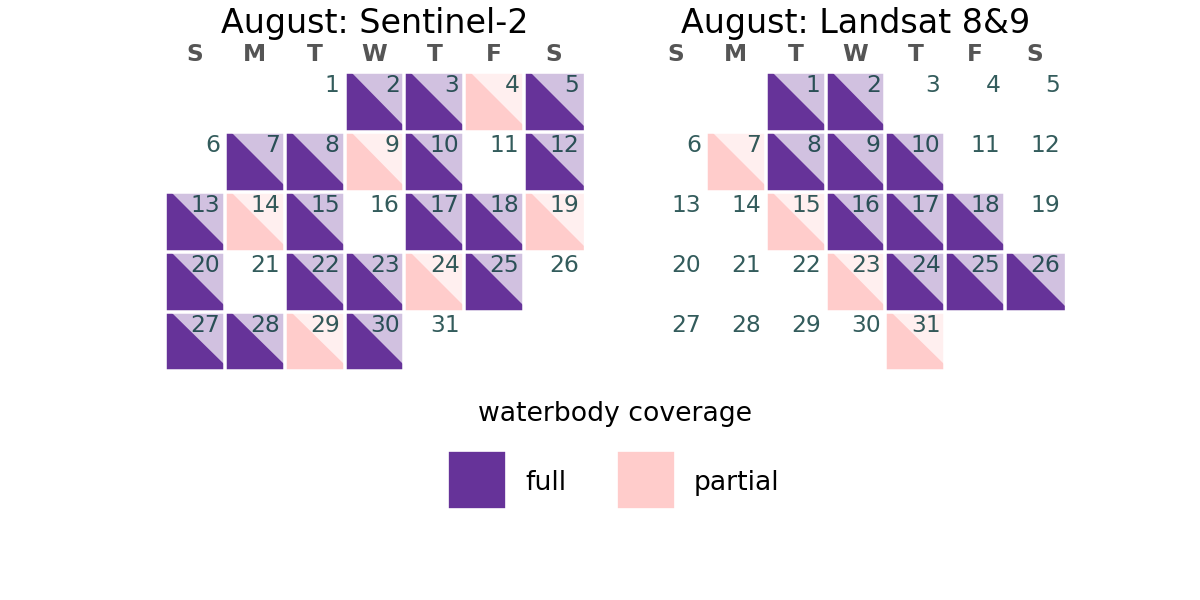 August: Sentinel-2
S M T W T F S
1 2 3 4 5
6 7 8 9 10 11 12
13 14 15 16 17 18 19
20 21 22 23 24 25 26
27 28 29 30 31
August: Landsat 8&9
S M T W T F S
1 2 3 4 5
6 7 8 9 10 11 12
13 14 15 16 17 18 19
20 21 22 23 24 25 26
27 28 29 30 31
waterbody coverage
full partial